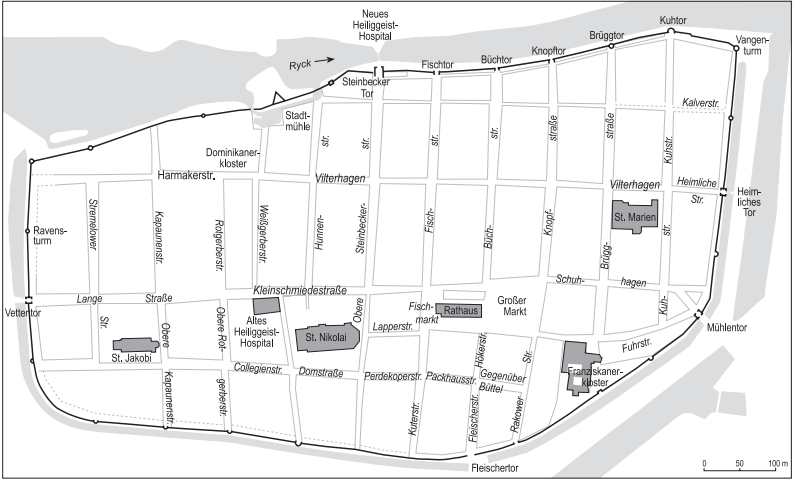 Neues
Heiliggeist-
Hospital
Kuhtor
Brüggtor
Vangen-
turm
Knopftor
Büchtor
Fischtor
Ryck
Steinbecker
Tor
Kalverstr.
Stadt-
mühle
str.
str.
str.
str.
straße
straße
Kuhstr.
Dominikaner-
kloster
Harmakerstr.
Vilterhagen
Vilterhagen
Heimliche
Str.
Heim-
liches
Tor
Stremelower
Str.
Kapaunenstr.
Rotgerberstr.
Weißgerberstr.
Hunnen-
Steinbecker-
Fisch-
Büch-
Knopf-
Brügg-
St. Marien
str.
Ravens-
turm
Vettentor
Lange
Straße
Kleinschmiedestraße
Schuh-
hagen
Kuh-
Mühlentor
Obere
Kapaunenstr.
Obere Rot-
gerberstr.
Altes
Heiliggeist-
Hospital
St. Nikolai
Obere
Fisch-
markt
Rathaus
Großer
Markt
Lapperstr.
St. Jakobi
Collegienstr.
Domstraße
Perdekoperstr.
Packhausstr.
Hökerstr.
Gegenüber
Büttel
Str.
Rakower
Fuhrstr.
Franziskaner-
kloster
Kuterstr.
Fleischerstr.
Fleischertor
0 50 100 m